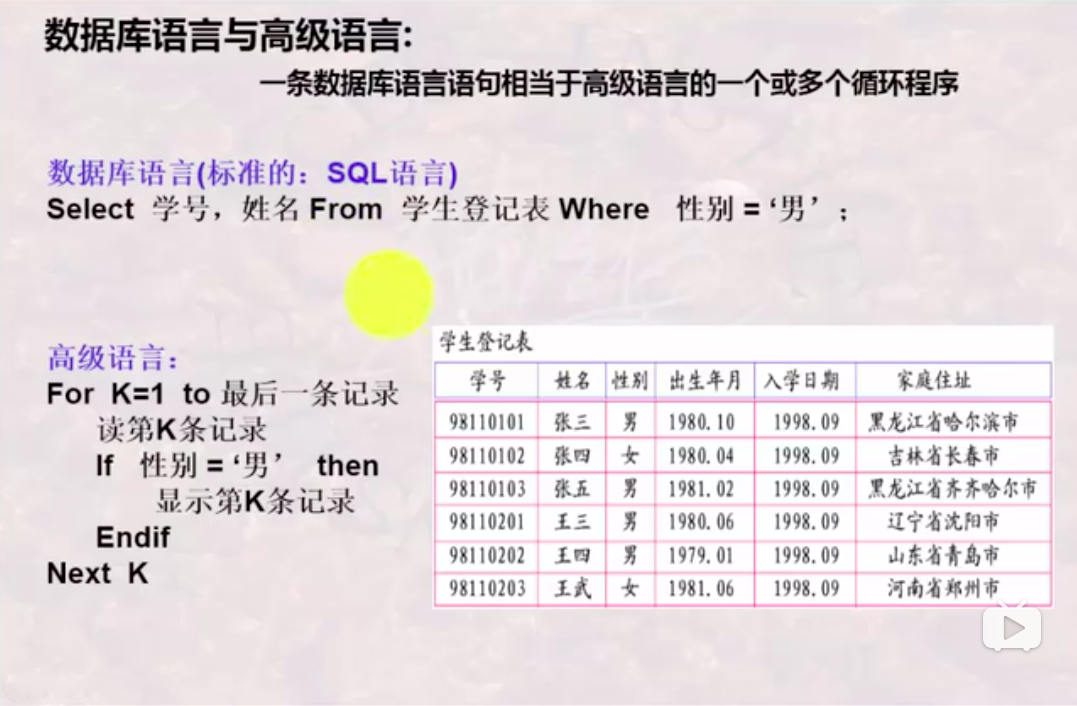 数据库语言与高级语言:
一条数据库语言语句相当于高级语言的一个或多个循环程序
数据库语言(标准的：SQL语言)
Select 学号，姓名 From 学生登记表 Where 性别 = ‘男’ ；
高级语言：
For K=1 to 最后一条记录
读第K条记录
If 性别 = ‘男’ then
显示第K条记录
Endif
Next K
学生登记表
学号 姓名 性别 出生年月 入学日期 家庭住址
98110101 张三 男 1980.10 1998.09 黑龙江省哈尔滨市
98110102 张四 女 1980.04 1998.09 吉林省长春市
98110103 张五 男 1981.02 1998.09 黑龙江省齐齐哈尔市
98110201 王三 男 1980.06 1998.09 辽宁省沈阳市
98110202 王四 男 1979.01 1998.09 山东省青岛市
98110203 王武 女 1981.06 1998.09 河南省郑州市